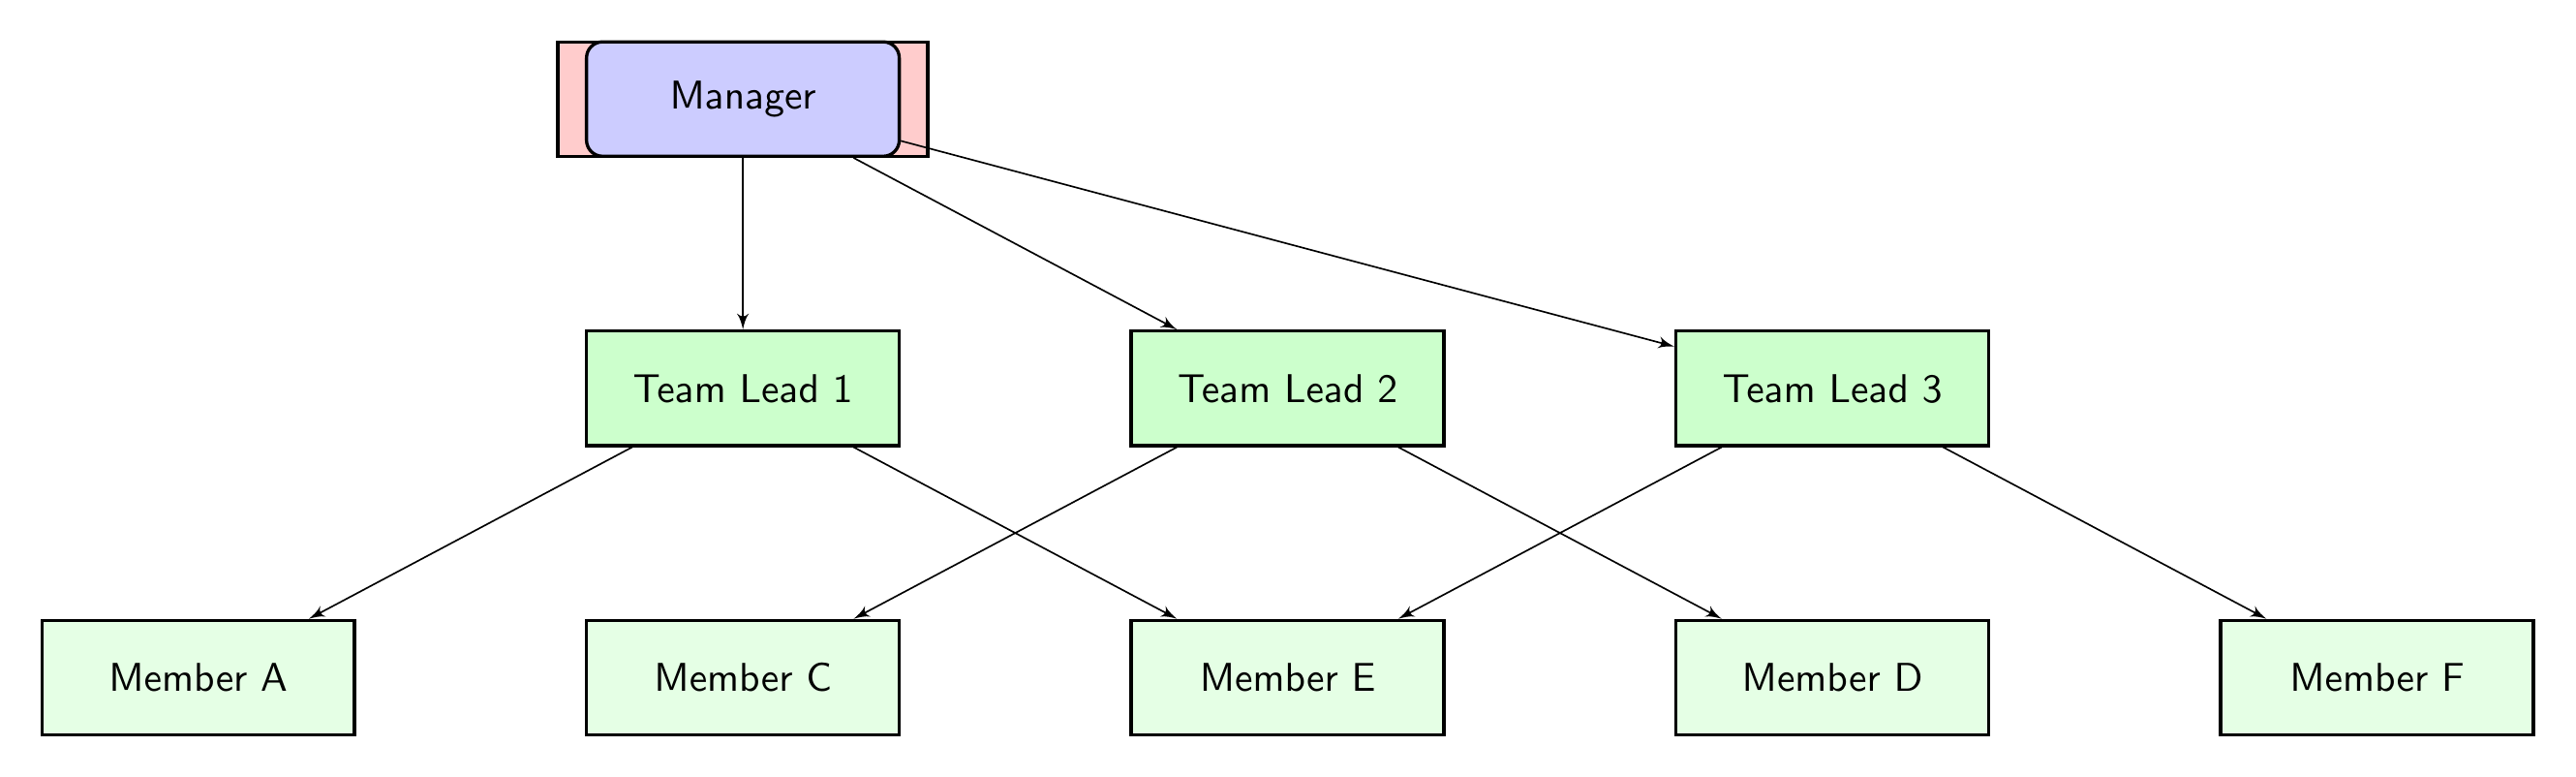 Manager
Team Lead 1
Team Lead 2
Team Lead 3
Member A
Member C
Member E
Member D
Member F